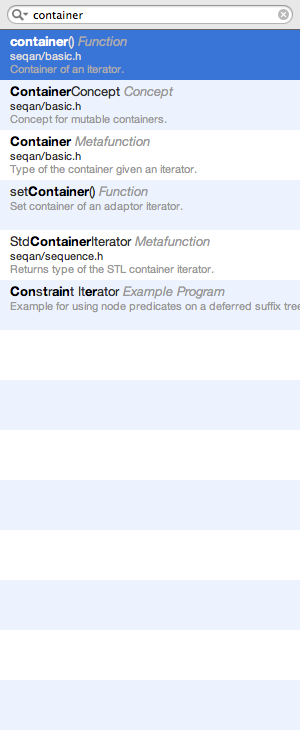 container
container() Function
seqan/basic.h
Container of an iterator.
ContainerConcept Concept
seqan/basic.h
Concept for mutable containers.
Container Metafunction
seqan/basic.h
Type of the container given an iterator.
setContainer() Function
Set container of an adaptor iterator.
StdContainerIterator Metafunction
seqan/sequence.h
Returns type of the STL container iterator.
Constraint Iterator Example Program
Example for using node predicates on a deferred suffix tree